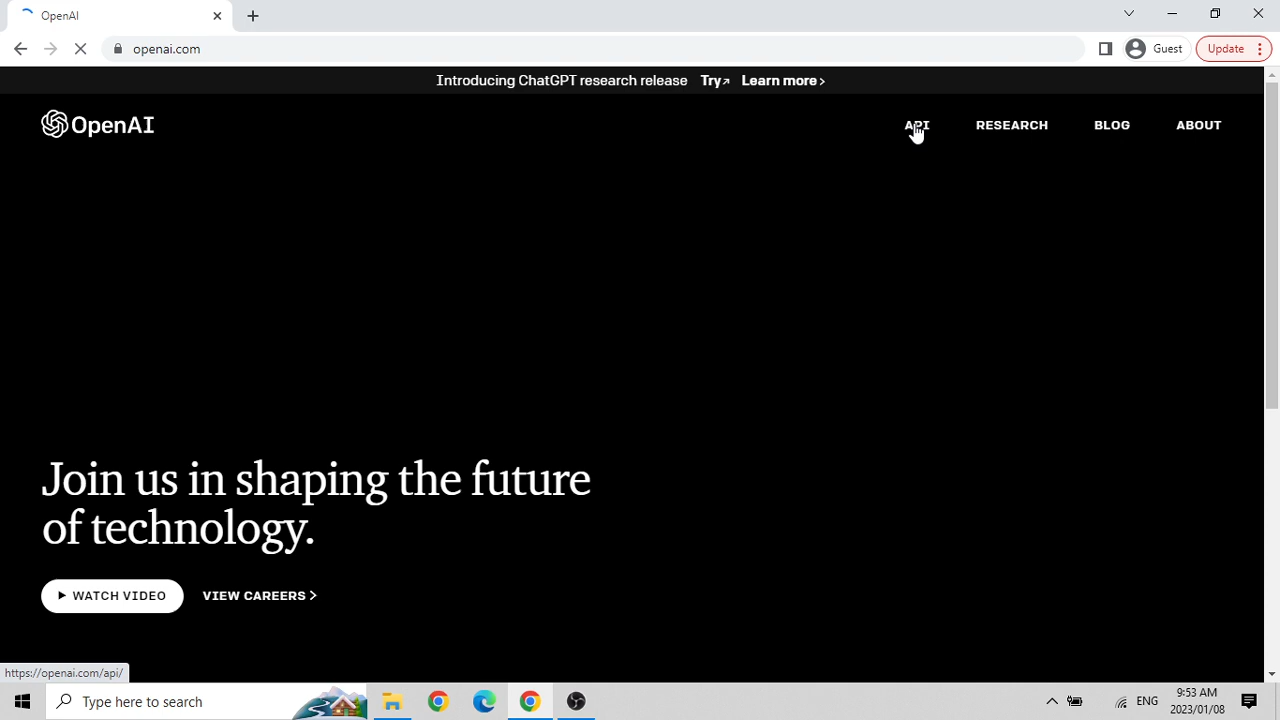 OpenAI
openai.com
Guest
Update
Introducing ChatGPT research release Try↗ Learn more >
OpenAI
API RESEARCH BLOG ABOUT
Join us in shaping the future
of technology.
WATCH VIDEO
VIEW CAREERS >
https://openai.com/api/
Type here to search
ENG
9:53 AM
2023/01/08